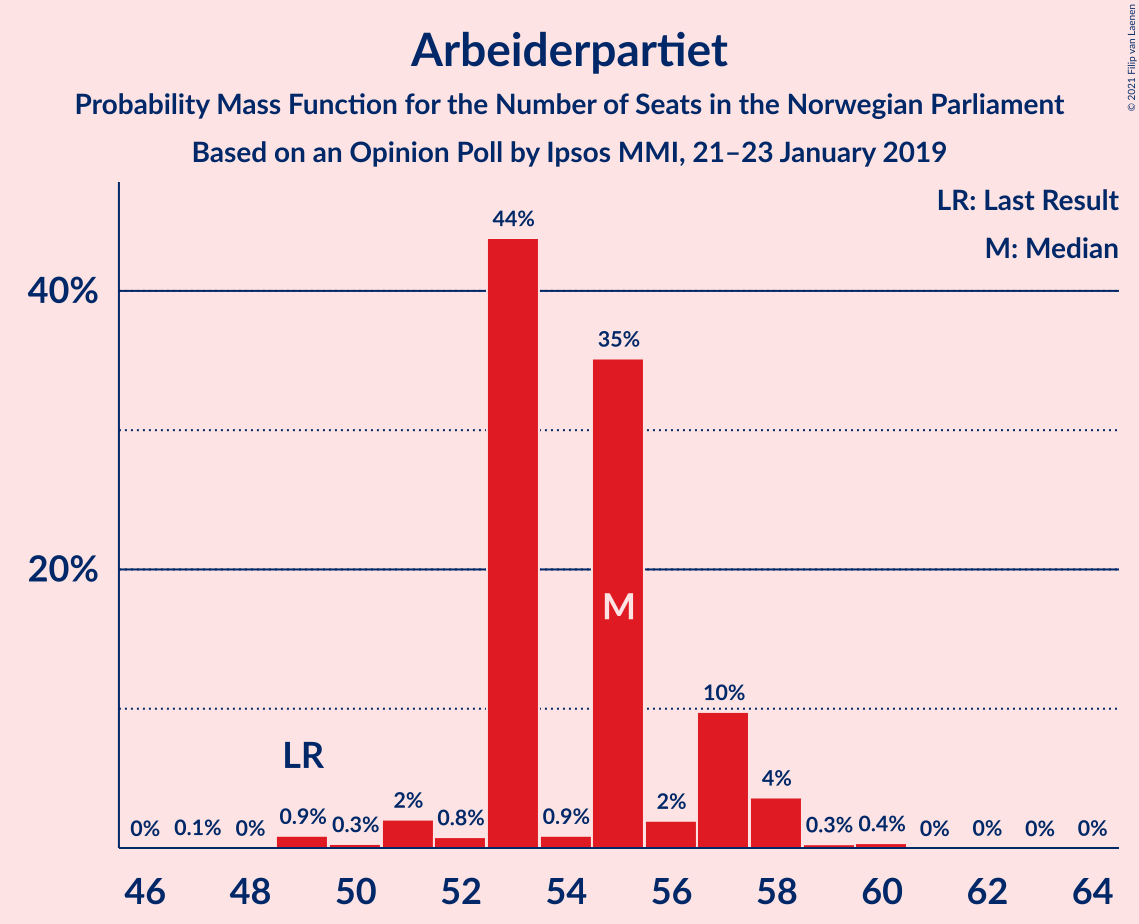 Arbeiderpartiet
Probability Mass Function for the Number of Seats in the Norwegian Parliament
Based on an Opinion Poll by Ipsos MMI, 21–23 January 2019
© 2021 Filip van Laenen
LR: Last Result
M: Median
44%
40%
35%
20%
M
10%
LR
4%
2%
2%
0% 0.1% 0% 0.9% 0.3% 0.8% 0.9% 0.3% 0.4% 0% 0% 0% 0%
46 48 50 52 54 56 58 60 62 64